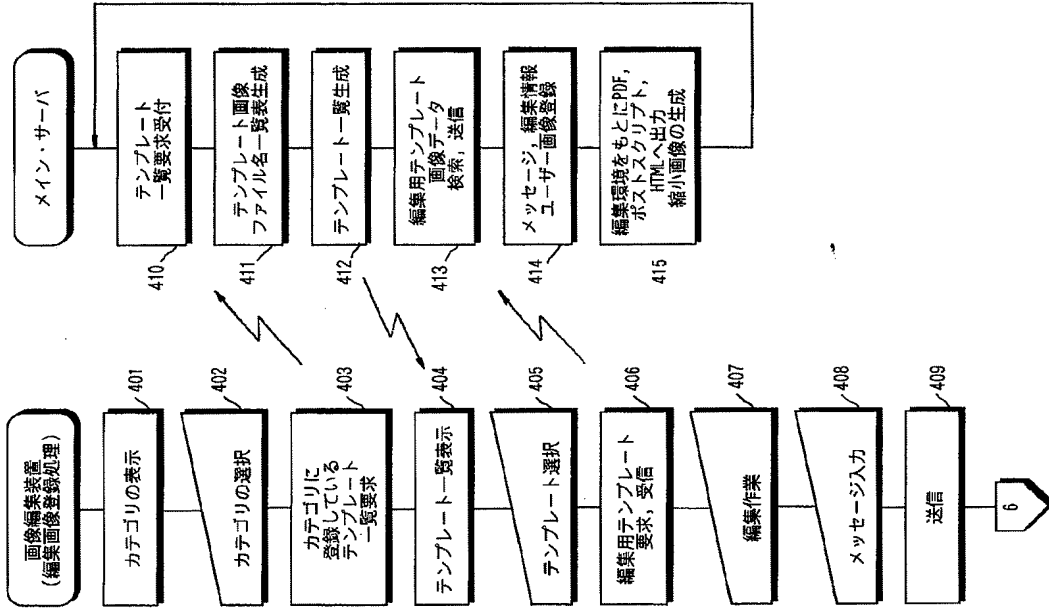 画像編集装置
(編集画像登録処理)
カテゴリの表示
401
カテゴリの選択
402
カテゴリに
登録している
テンプレート
一覧要求
403
テンプレート一覧表示
404
テンプレート選択
405
編集用テンプレート
要求,受信
406
編集作業
407
メッセージ入力
408
送信
409
6
メイン・サーバ
テンプレート
一覧要求受付
410
テンプレート画像
ファイル名一覧表生成
411
テンプレート一覧生成
412
編集用テンプレート
画像データ
検索,送信
413
メッセージ,編集情報
ユーザー画像登録
414
編集環境をもとにPDF,
ポストスクリプト,
HTMLへ出力
縮小画像の生成
415